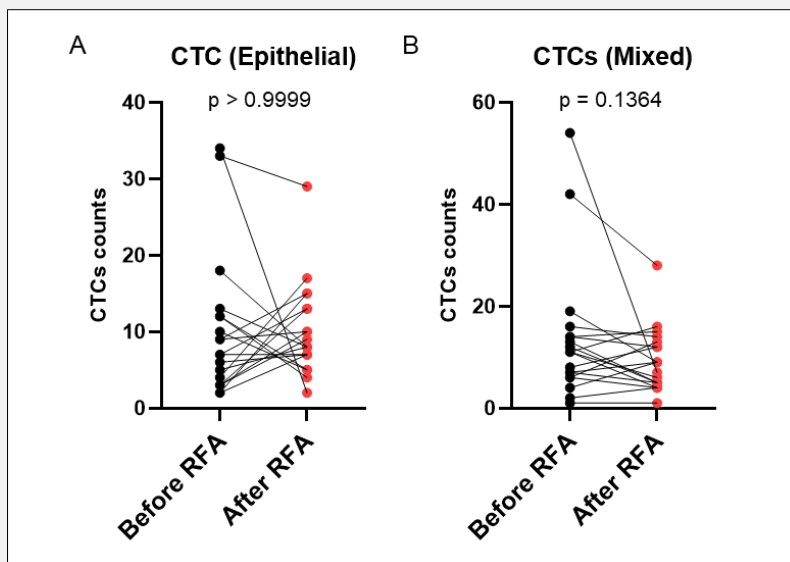 A
CTC (Epithelial)
p > 0.9999
40
30
20
10
0
CTCs counts
Before RFA
After RFA
B
CTCs (Mixed)
p = 0.1364
60
40
20
0
CTCs counts
Before RFA
After RFA